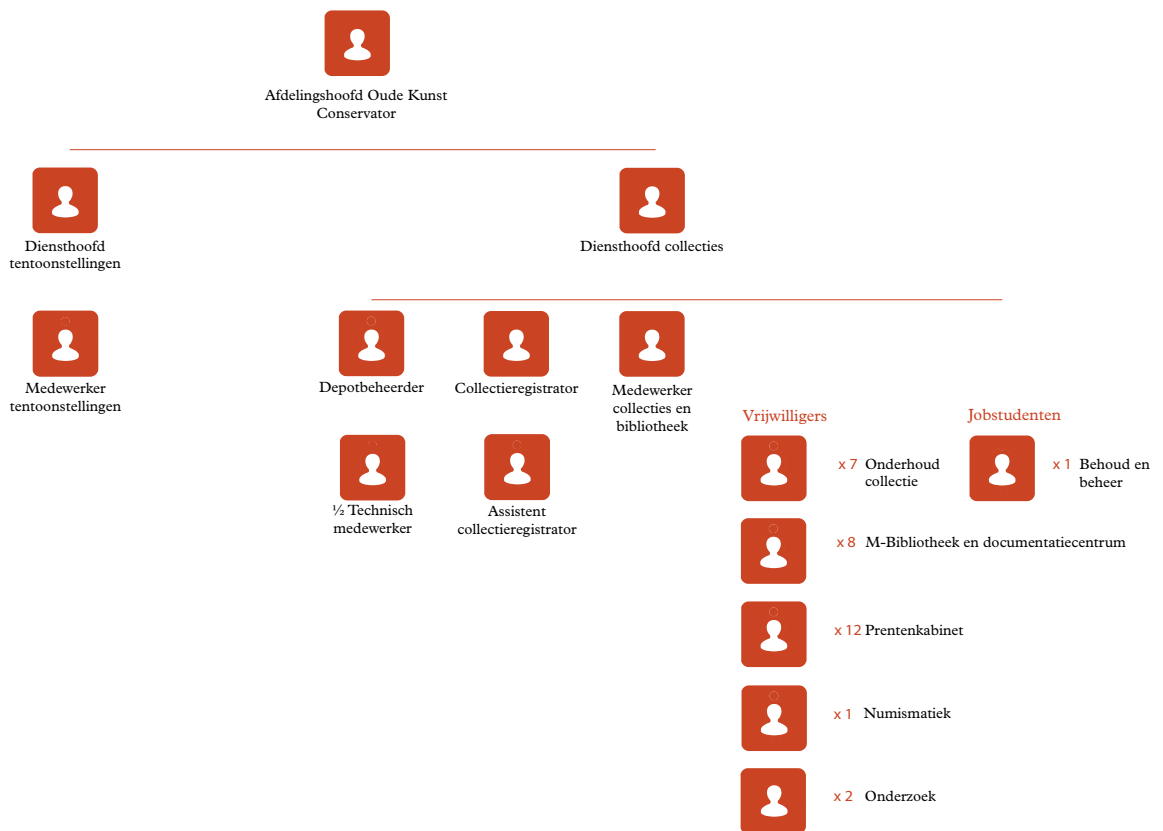 Afdelingshoofd Oude Kunst
Conservator
Diensthoofd
tentoonstellingen
Diensthoofd collecties
Medewerker
tentoonstellingen
Depotbeheerder
Collectieregistrator
Medewerker
collecties en
bibliotheek
½ Technisch
medewerker
Assistent
collectieregistrator
Vrijwilligers
x 7 Onderhoud
collectie
x 8 M-Bibliotheek en documentatiecentrum
x 12 Prentenkabinet
x 1 Numismatiek
x 2 Onderzoek
Jobstudenten
x 1 Behoud en
beheer